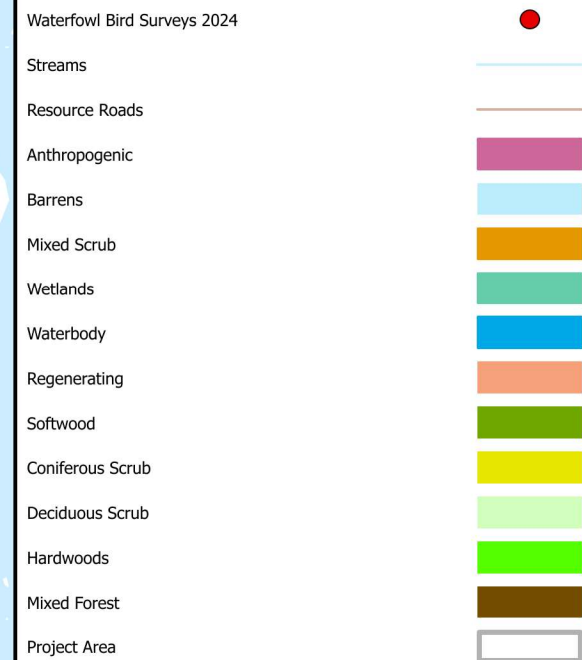 Waterfowl Bird Surveys 2024
Streams
Resource Roads
Anthropogenic
Barrens
Mixed Scrub
Wetlands
Waterbody
Regenerating
Softwood
Coniferous Scrub
Deciduous Scrub
Hardwoods
Mixed Forest
Project Area